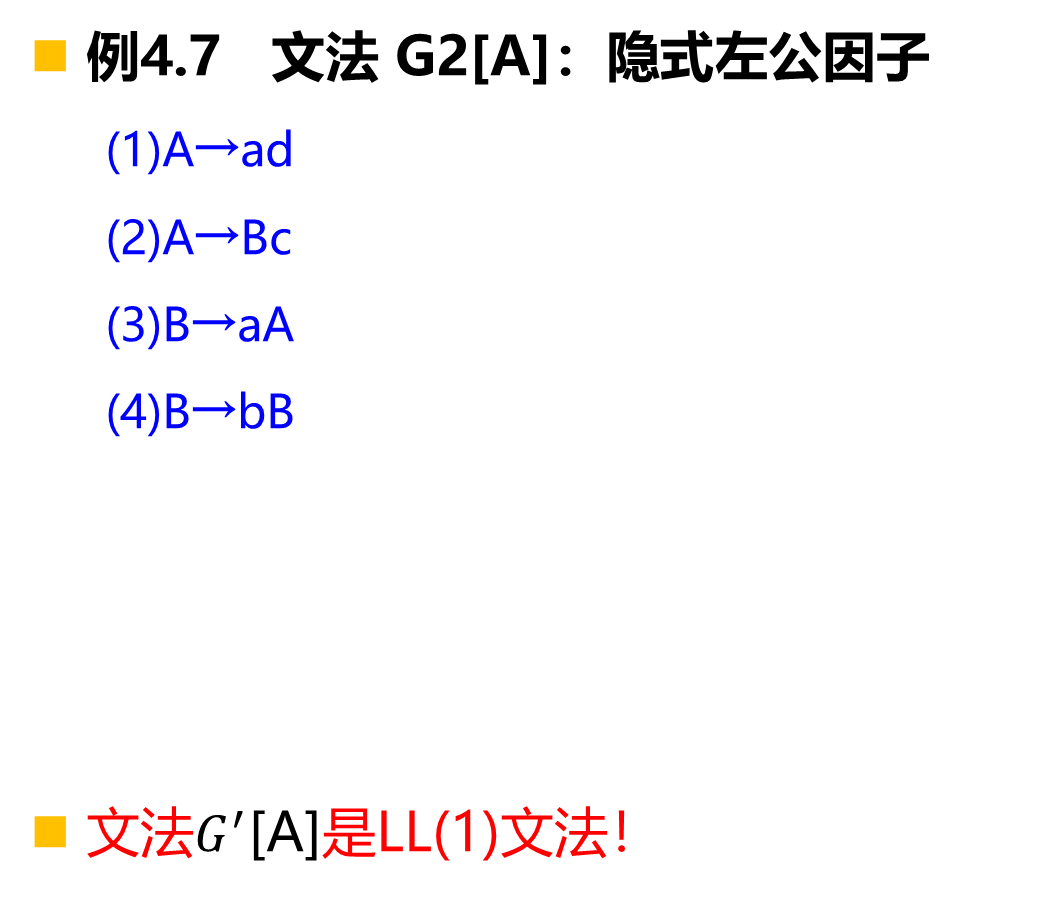 例4.7 文法 G2[A]：隐式左公因子
(1)A→ad
(2)A→Bc
(3)B→aA
(4)B→bB
文法G′[A]是LL(1)文法！